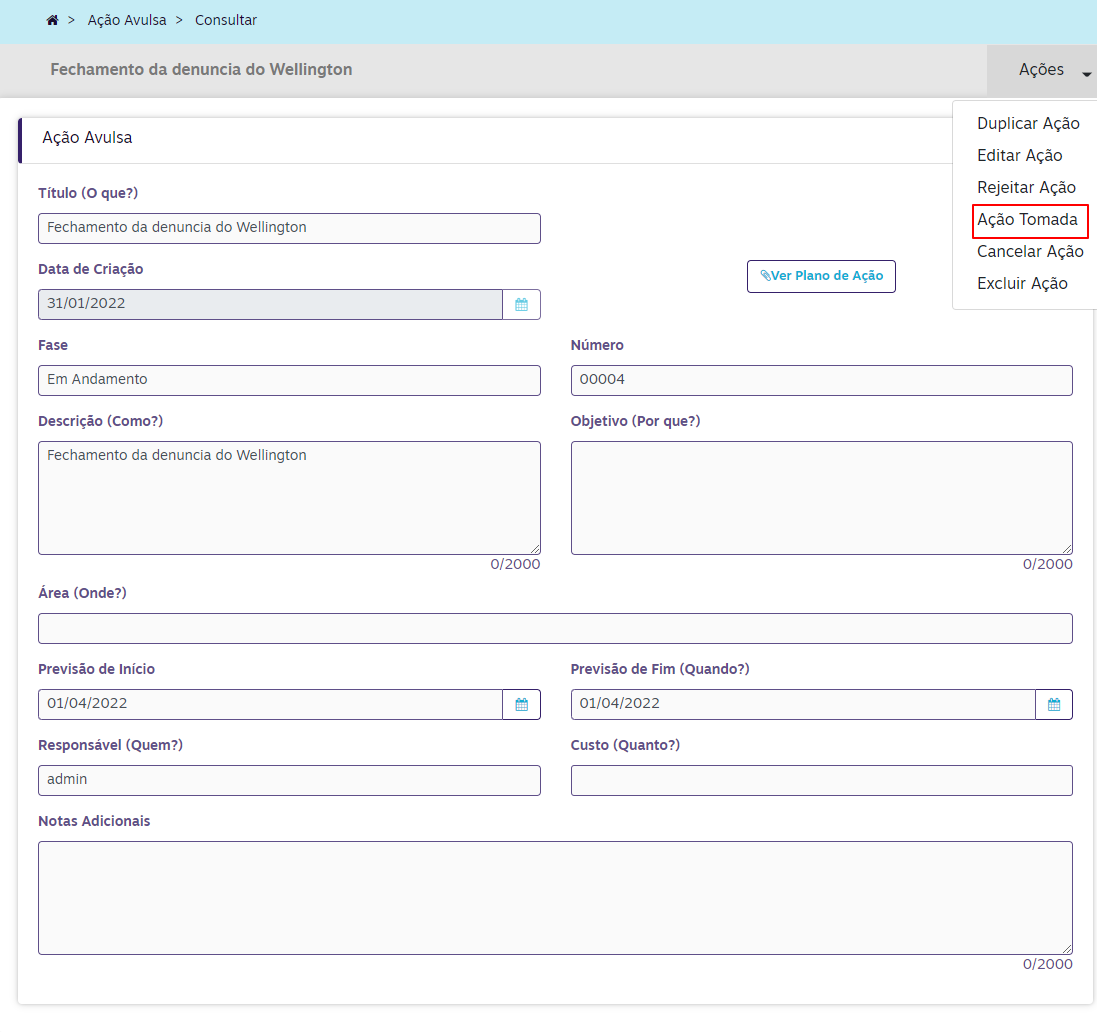 > Ação Avulsa > Consultar
Fechamento da denuncia do Wellington
Ações
Duplicar Ação
Editar Ação
Rejeitar Ação
Ação Tomada
Cancelar Ação
Excluir Ação
Ação Avulsa
Título (O que?)
Fechamento da denuncia do Wellington
Data de Criação
31/01/2022
Ver Plano de Ação
Fase
Em Andamento
Número
00004
Descrição (Como?)
Fechamento da denuncia do Wellington
0/2000
Objetivo (Por que?)
0/2000
Área (Onde?)
Previsão de Início
01/04/2022
Previsão de Fim (Quando?)
01/04/2022
Responsável (Quem?)
admin
Custo (Quanto?)
Notas Adicionais
0/2000